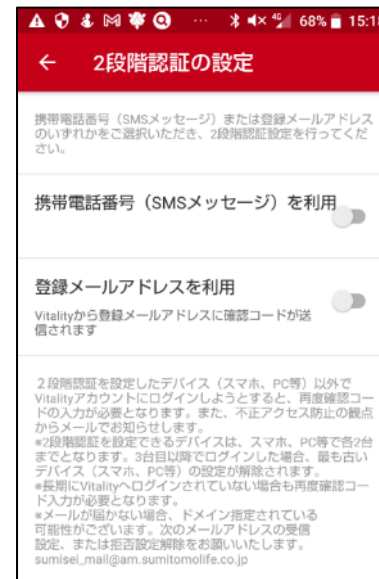 68% 15:18
2段階認証の設定
携帯電話番号（SMSメッセージ）または登録メールアドレス
のいずれかをご選択いただき、2段階認証設定を行ってくだ
さい。
携帯電話番号（SMSメッセージ）を利用
登録メールアドレスを利用
Vitalityから登録メールアドレスに確認コードが送
信されます
２段階認証を設定したデバイス（スマホ、PC等）以外で
Vitalityアカウントにログインしようとすると、再度確認コー
ドの入力が必要となります。また、不正アクセス防止の観点
からメールでお知らせします。
*2段階認証を設定できるデバイスは、スマホ、PC等で各2台
までとなります。3台目以降でログインした場合、最も古い
デバイス（スマホ、PC等）の設定が解除されます。
*長期にVitalityへログインされていない場合も再度確認コー
ド入力が必要となります。
*メールが届かない場合、ドメイン指定されている
可能性がございます。次のメールアドレスの受信
設定、または拒否設定解除をお願いいたします。
sumisei_mail@am.sumitomolife.co.jp